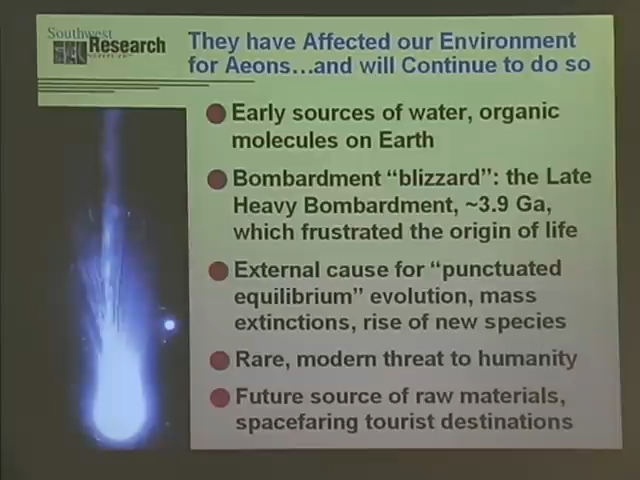 Southwest
Research
They have Affected our Environment
for Aeons...and will Continue to do so
Early sources of water, organic
molecules on Earth
Bombardment “blizzard”: the Late
Heavy Bombardment, ~3.9 Ga,
which frustrated the origin of life
External cause for “punctuated
equilibrium” evolution, mass
extinctions, rise of new species
Rare, modern threat to humanity
Future source of raw materials,
spacefaring tourist destinations